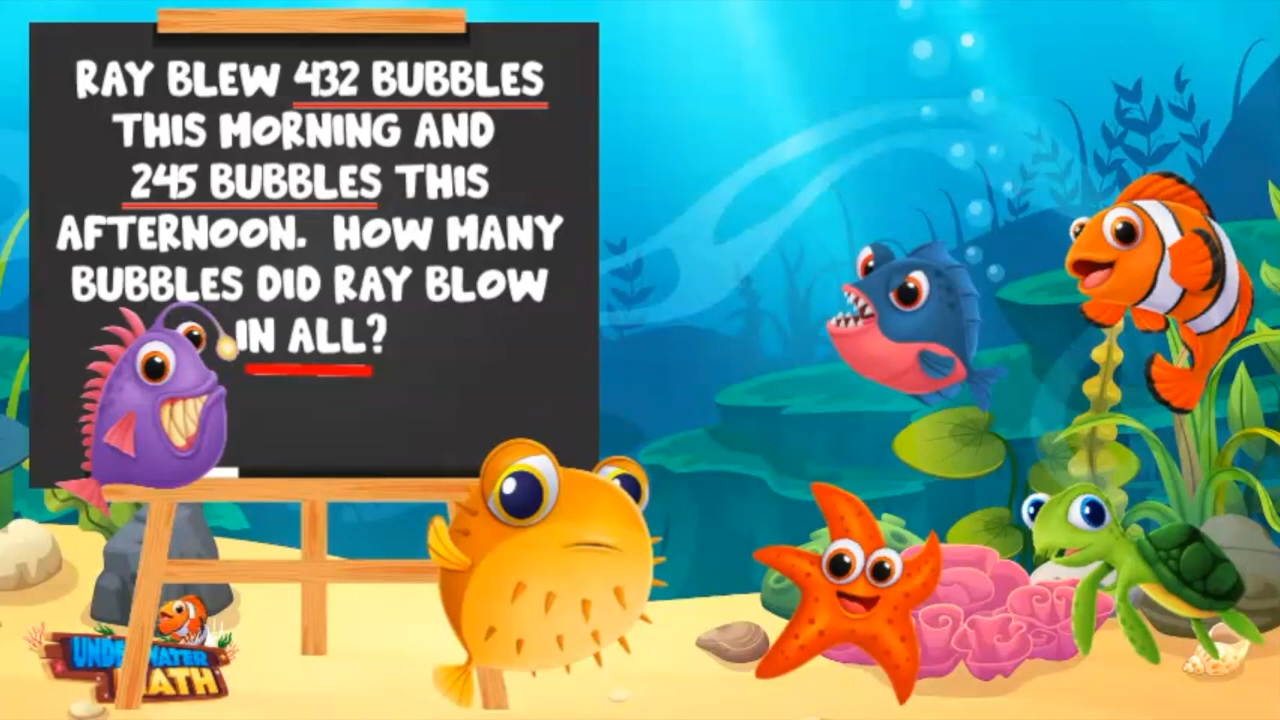 RAY BLEW 432 BUBBLES
THIS MORNING AND
245 BUBBLES THIS
AFTERNOON. HOW MANY
BUBBLES DID RAY BLOW
IN ALL?
UNDERWATER
MATH